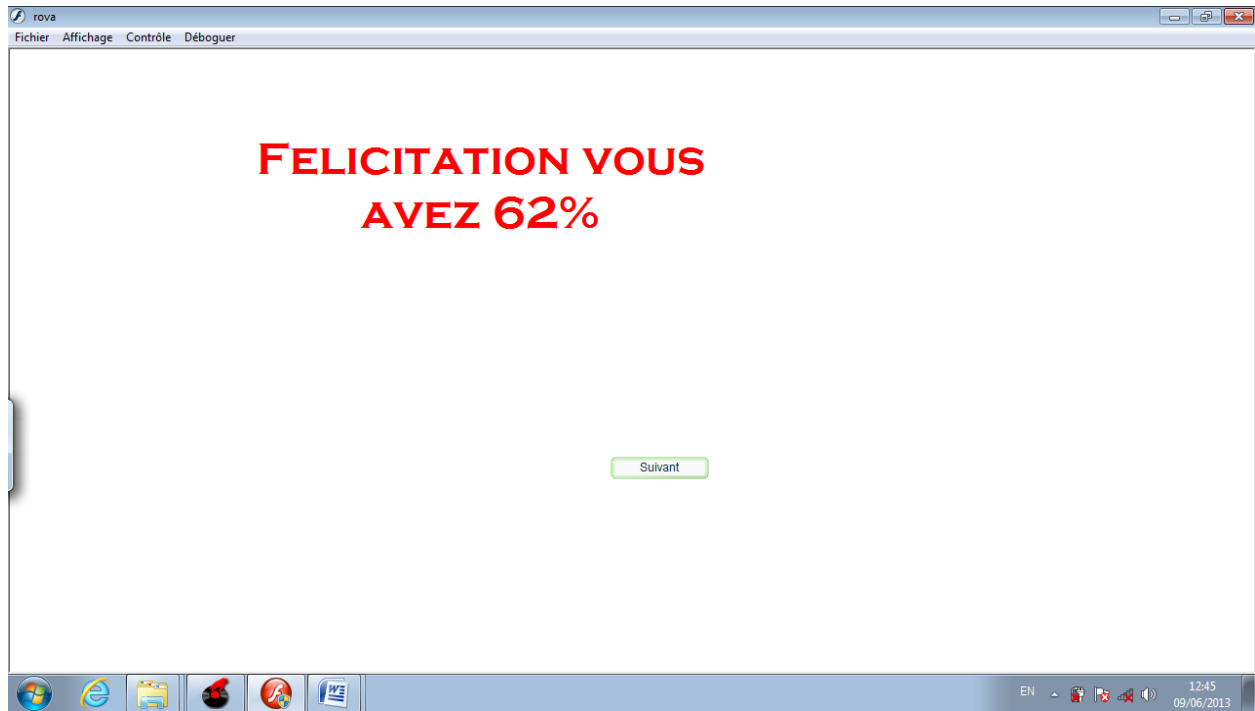 rova
Fichier Affichage Contrôle Déboguer
FELICITATION VOUS
AVEZ 62%
Suivant
EN
12:45
09/06/2013